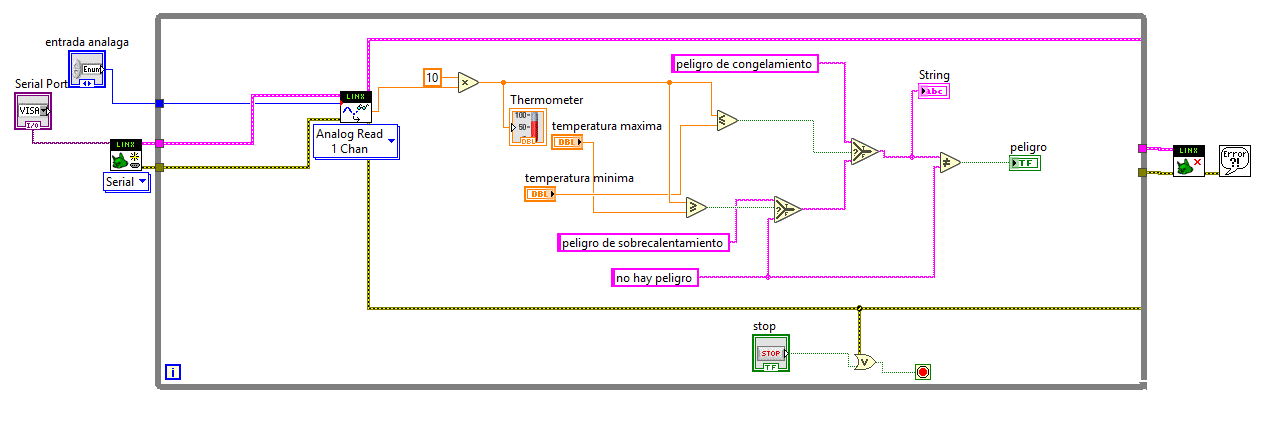 entrada analaga
Enum
Serial Port
VISA
I/O
LINX
Serial
LINX
Analog Read
1 Chan
10
x
Thermometer
100-
50-
DBL
temperatura maxima
DBL
temperatura minima
DBL
peligro de congelamiento
String
abc
peligro
TF
peligro de sobrecalentamiento
no hay peligro
stop
STOP
TF
i
LINX
Error
?!